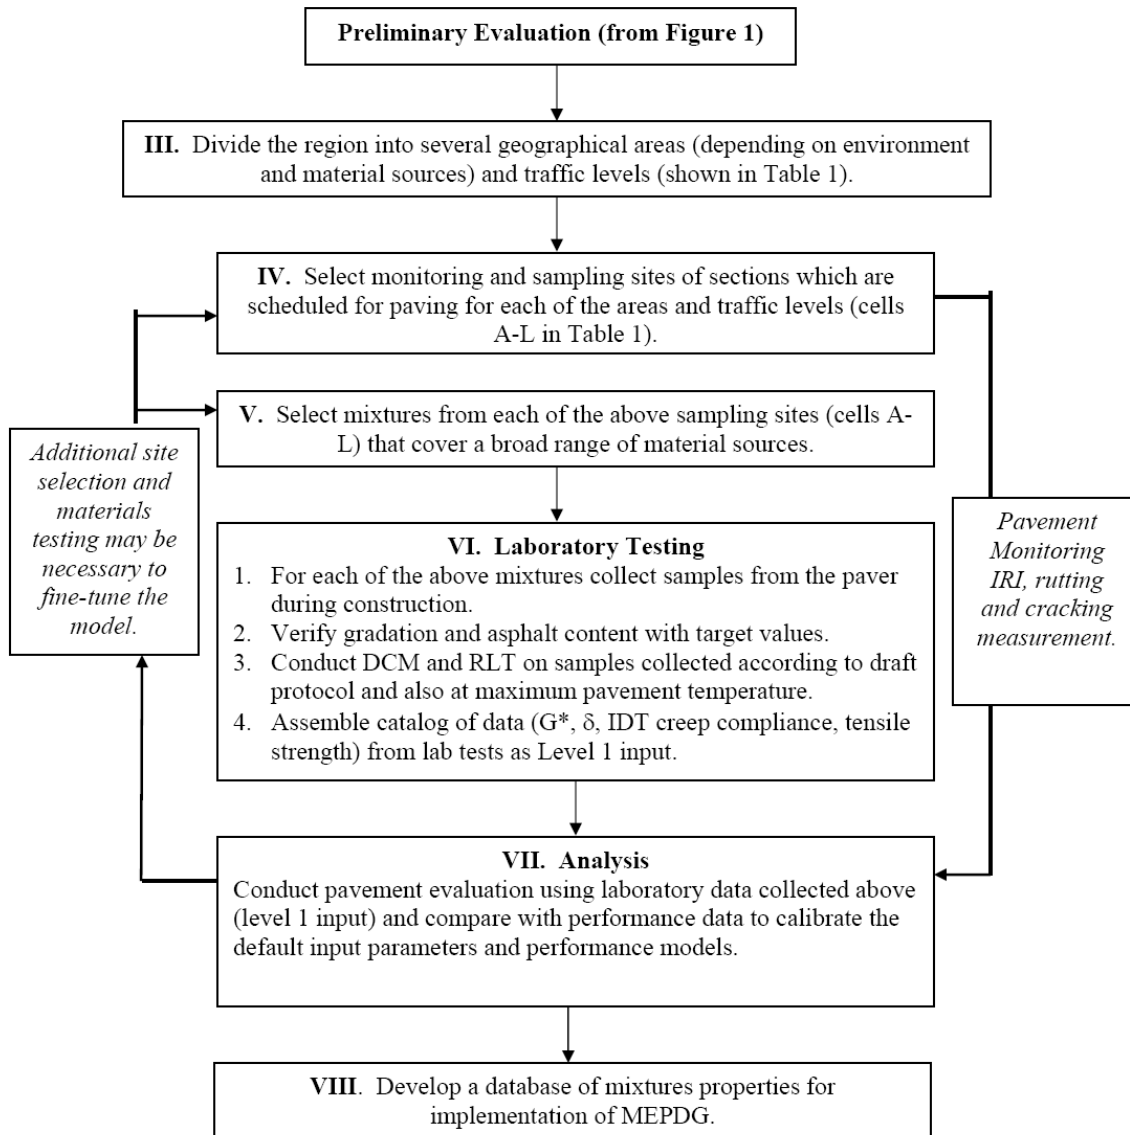 Preliminary Evaluation (from Figure 1)
III. Divide the region into several geographical areas (depending on environment
and material sources) and traffic levels (shown in Table 1).
IV. Select monitoring and sampling sites of sections which are
scheduled for paving for each of the areas and traffic levels (cells
A-L in Table 1).
V. Select mixtures from each of the above sampling sites (cells A-
L) that cover a broad range of material sources.
Additional site
selection and
materials
testing may be
necessary to
fine-tune the
model.
Pavement
Monitoring
IRI, rutting
and cracking
measurement.
VI. Laboratory Testing
1. For each of the above mixtures collect samples from the paver
during construction.
2. Verify gradation and asphalt content with target values.
3. Conduct DCM and RLT on samples collected according to draft
protocol and also at maximum pavement temperature.
4. Assemble catalog of data (G*, δ, IDT creep compliance, tensile
strength) from lab tests as Level 1 input.
VII. Analysis
Conduct pavement evaluation using laboratory data collected above
(level 1 input) and compare with performance data to calibrate the
default input parameters and performance models.
VIII. Develop a database of mixtures properties for
implementation of MEPDG.